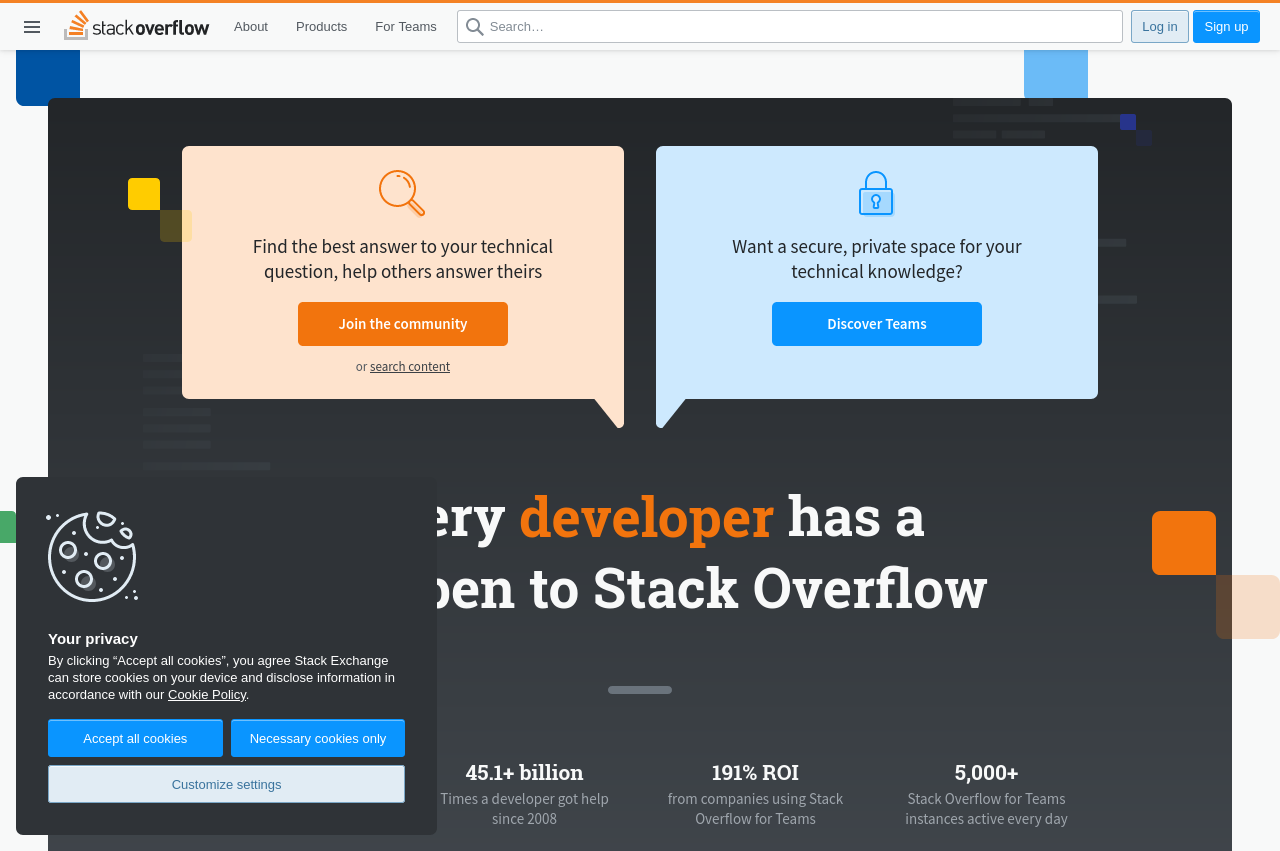 stackoverflow
About
Products
For Teams
Search…
Log in
Sign up
Find the best answer to your technical
question, help others answer theirs
Join the community
or search content
Want a secure, private space for your
technical knowledge?
Discover Teams
ery developer has a
pen to Stack Overflow
Your privacy
By clicking “Accept all cookies”, you agree Stack Exchange
can store cookies on your device and disclose information in
accordance with our Cookie Policy.
Accept all cookies
Necessary cookies only
Customize settings
45.1+ billion
Times a developer got help
since 2008
191% ROI
from companies using Stack
Overflow for Teams
5,000+
Stack Overflow for Teams
instances active every day